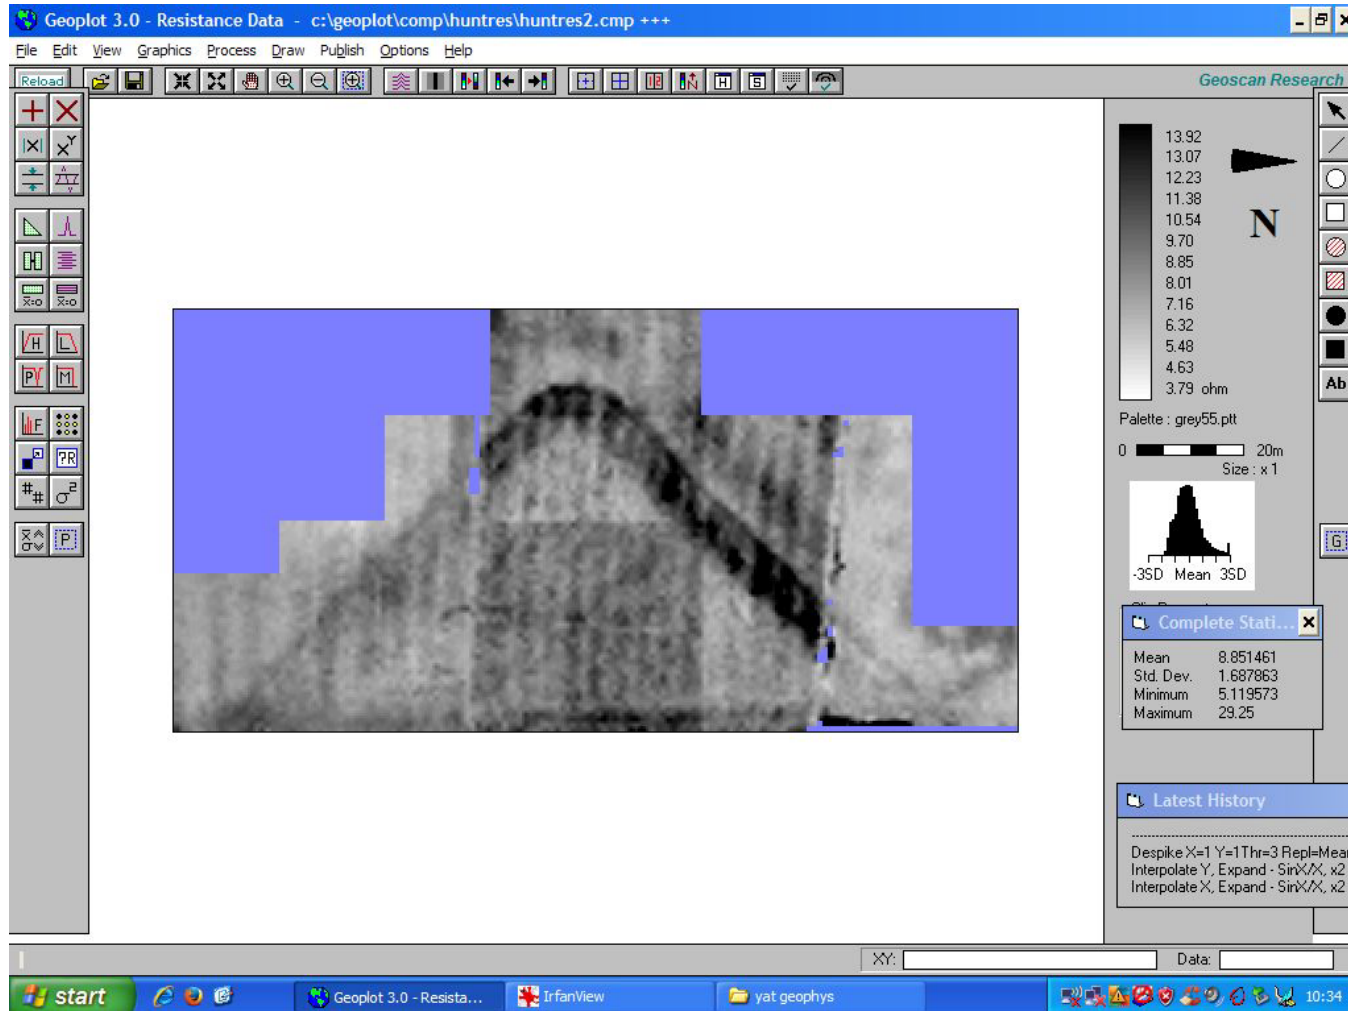 Geoplot 3.0 - Resistance Data - c:\geoplot\comp\huntres\huntres2.cmp +++
File Edit View Graphics Process Draw Publish Options Help
Reload
Geoscan Research
13.92
13.07
12.23
11.38
10.54
9.70
8.85
8.01
7.16
6.32
5.48
4.63
3.79 ohm
N
Palette : grey55.ptt
0 20m
Size : x 1
-3SD Mean 3SD
Complete Stati...
Mean 8.851461
Std. Dev. 1.687863
Minimum 5.119573
Maximum 29.25
Latest History
Despike X=1 Y=1 Thr=3 Repl=Mear
Interpolate Y, Expand - SinX/X, x2
Interpolate X, Expand - SinX/X, x2
Ab
G
XY: Data:
start Geoplot 3.0 - Resista... IrfanView yat geophys 10:34